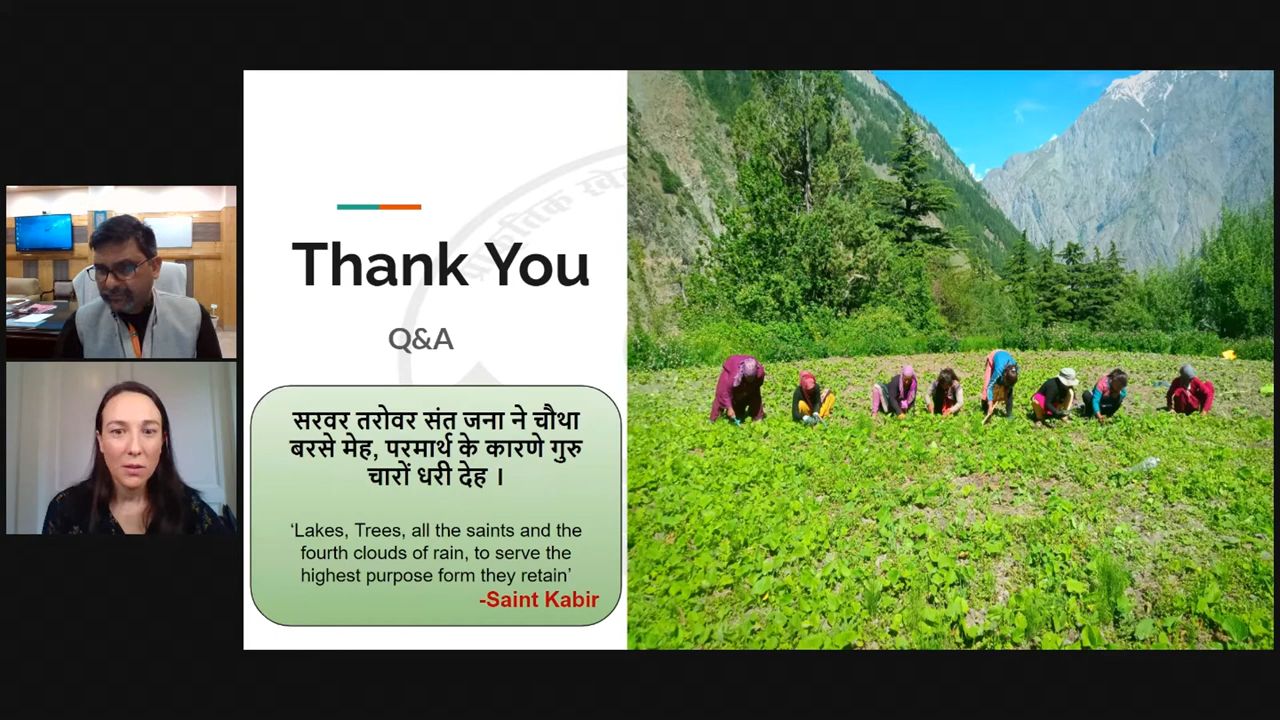 Thank You
Q&A
सरवर तरोवर संत जना ने चौथा
बरसे मेह, परमार्थ के कारणे गुरु
चारों धरी देह ।
‘Lakes, Trees, all the saints and the
fourth clouds of rain, to serve the
highest purpose form they retain’
-Saint Kabir